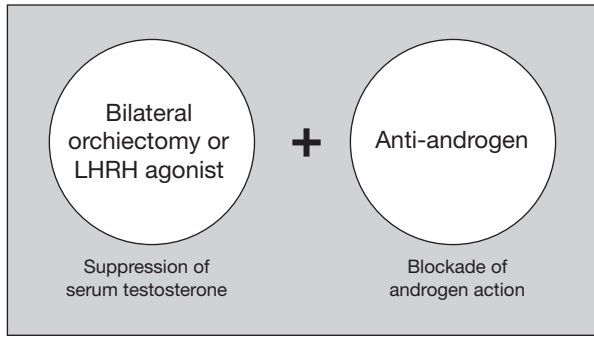 Bilateral
orchiectomy or
LHRH agonist
+
Anti-androgen
Suppression of
serum testosterone
Blockade of
androgen action